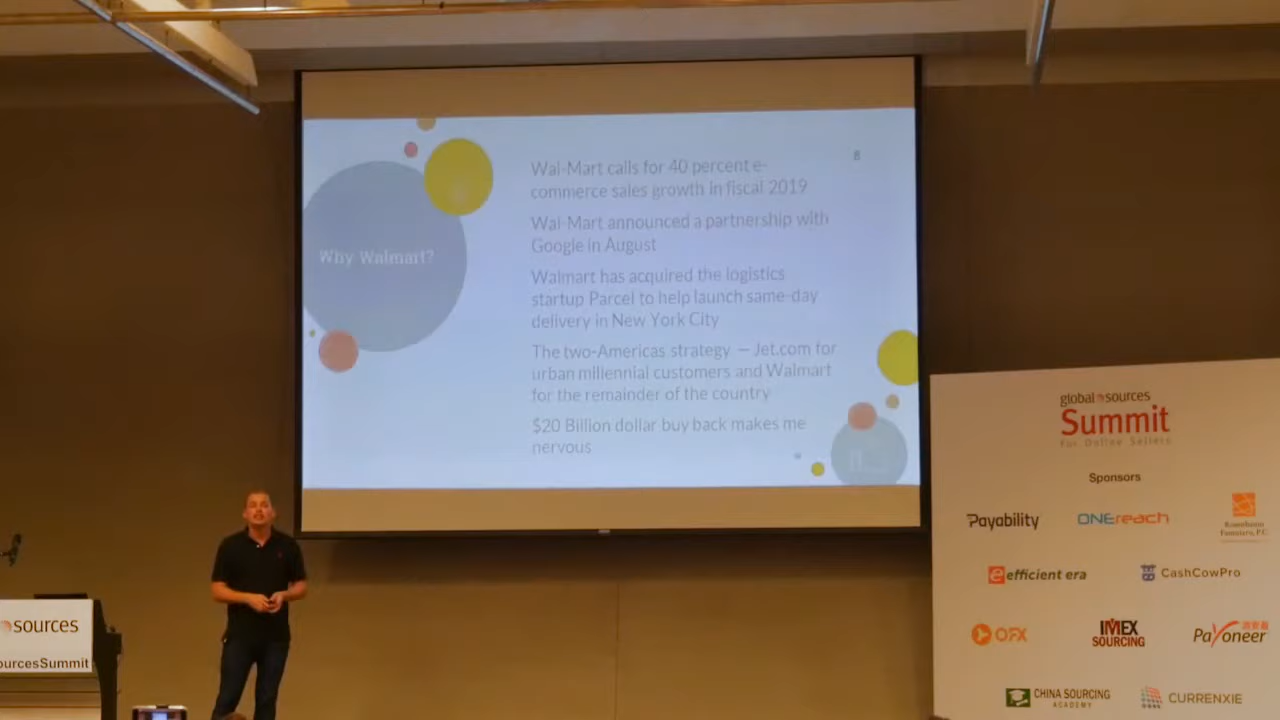 8
Why Walmart?
Wal-Mart calls for 40 percent e-
commerce sales growth in fiscal 2019
Wal-Mart announced a partnership with
Google in August
Walmart has acquired the logistics
startup Parcel to help launch same-day
delivery in New York City
The two-Americas strategy — Jet.com for
urban millennial customers and Walmart
for the remainder of the country
$20 Billion dollar buy back makes me
nervous
global sources
Summit
For Online Sellers
Sponsors
Payability
ONEreach
Rosenbaum
Famularo, P.C.
efficient era
CashCowPro
OFX
IMEX
SOURCING
Payoneer
CHINA SOURCING
ACADEMY
CURRENXIE
sources
ourcesSummit